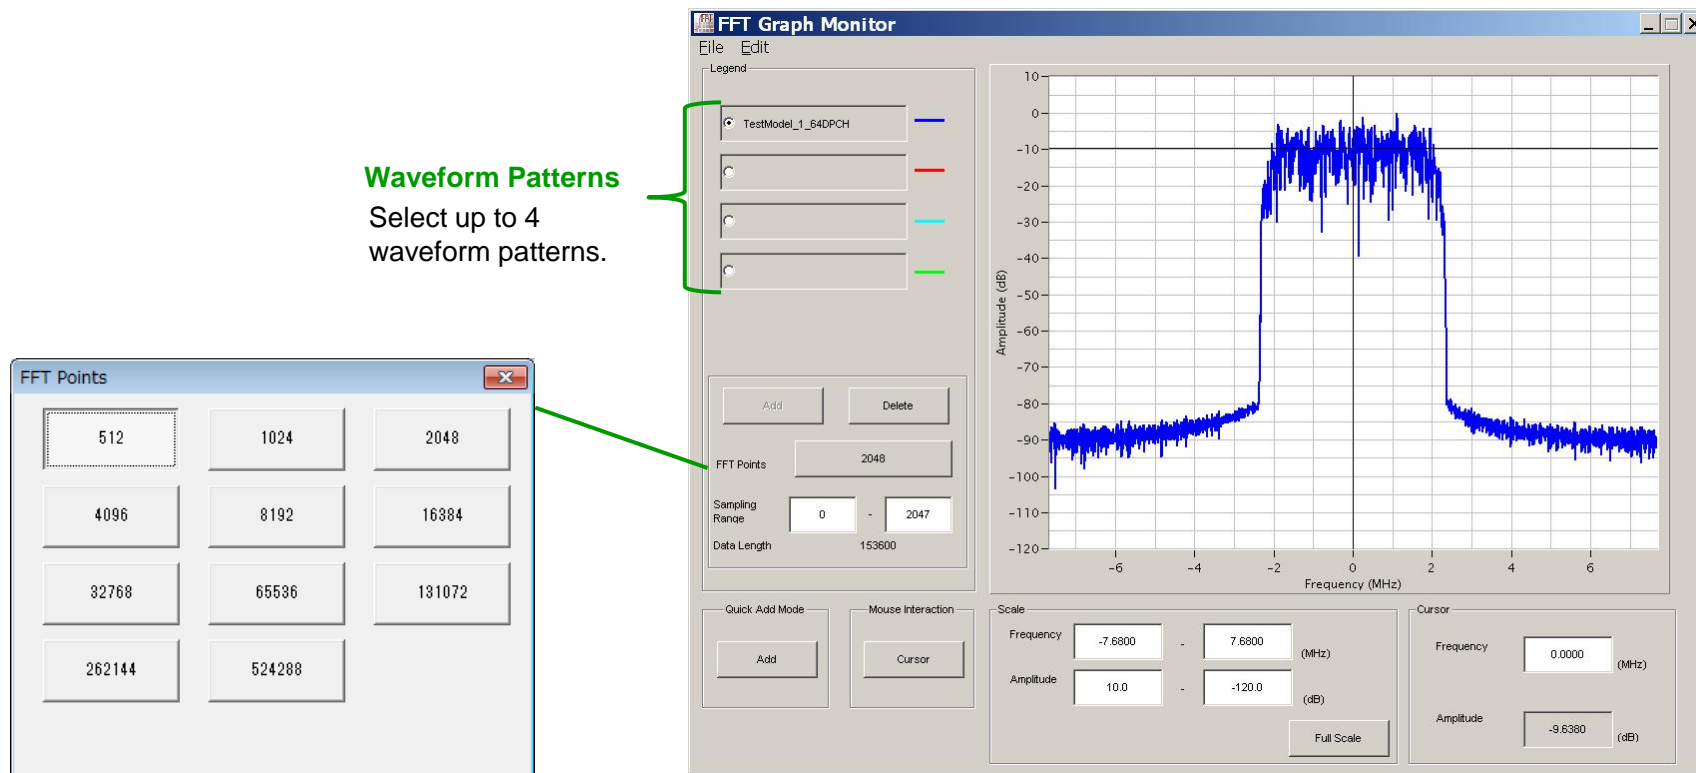 FFT Graph Monitor
File Edit
Legend
TestModel_1_64DPCH
Waveform Patterns
Select up to 4
waveform patterns.
Add
Delete
FFT Points
2048
Sampling
Range
0
-
2047
Data Length
153600
Quick Add Mode
Add
Mouse Interaction
Cursor
10
0
-10
-20
-30
-40
-50
-60
-70
-80
-90
-100
-110
-120
Amplitude (dB)
-6
-4
-2
0
2
4
6
Frequency (MHz)
Scale
Frequency
-7.6800
-
7.6800
(MHz)
Amplitude
10.0
-
-120.0
(dB)
Full Scale
Cursor
Frequency
0.0000
(MHz)
Amplitude
-9.6380
(dB)
FFT Points
512
1024
2048
4096
8192
16384
32768
65536
131072
262144
524288